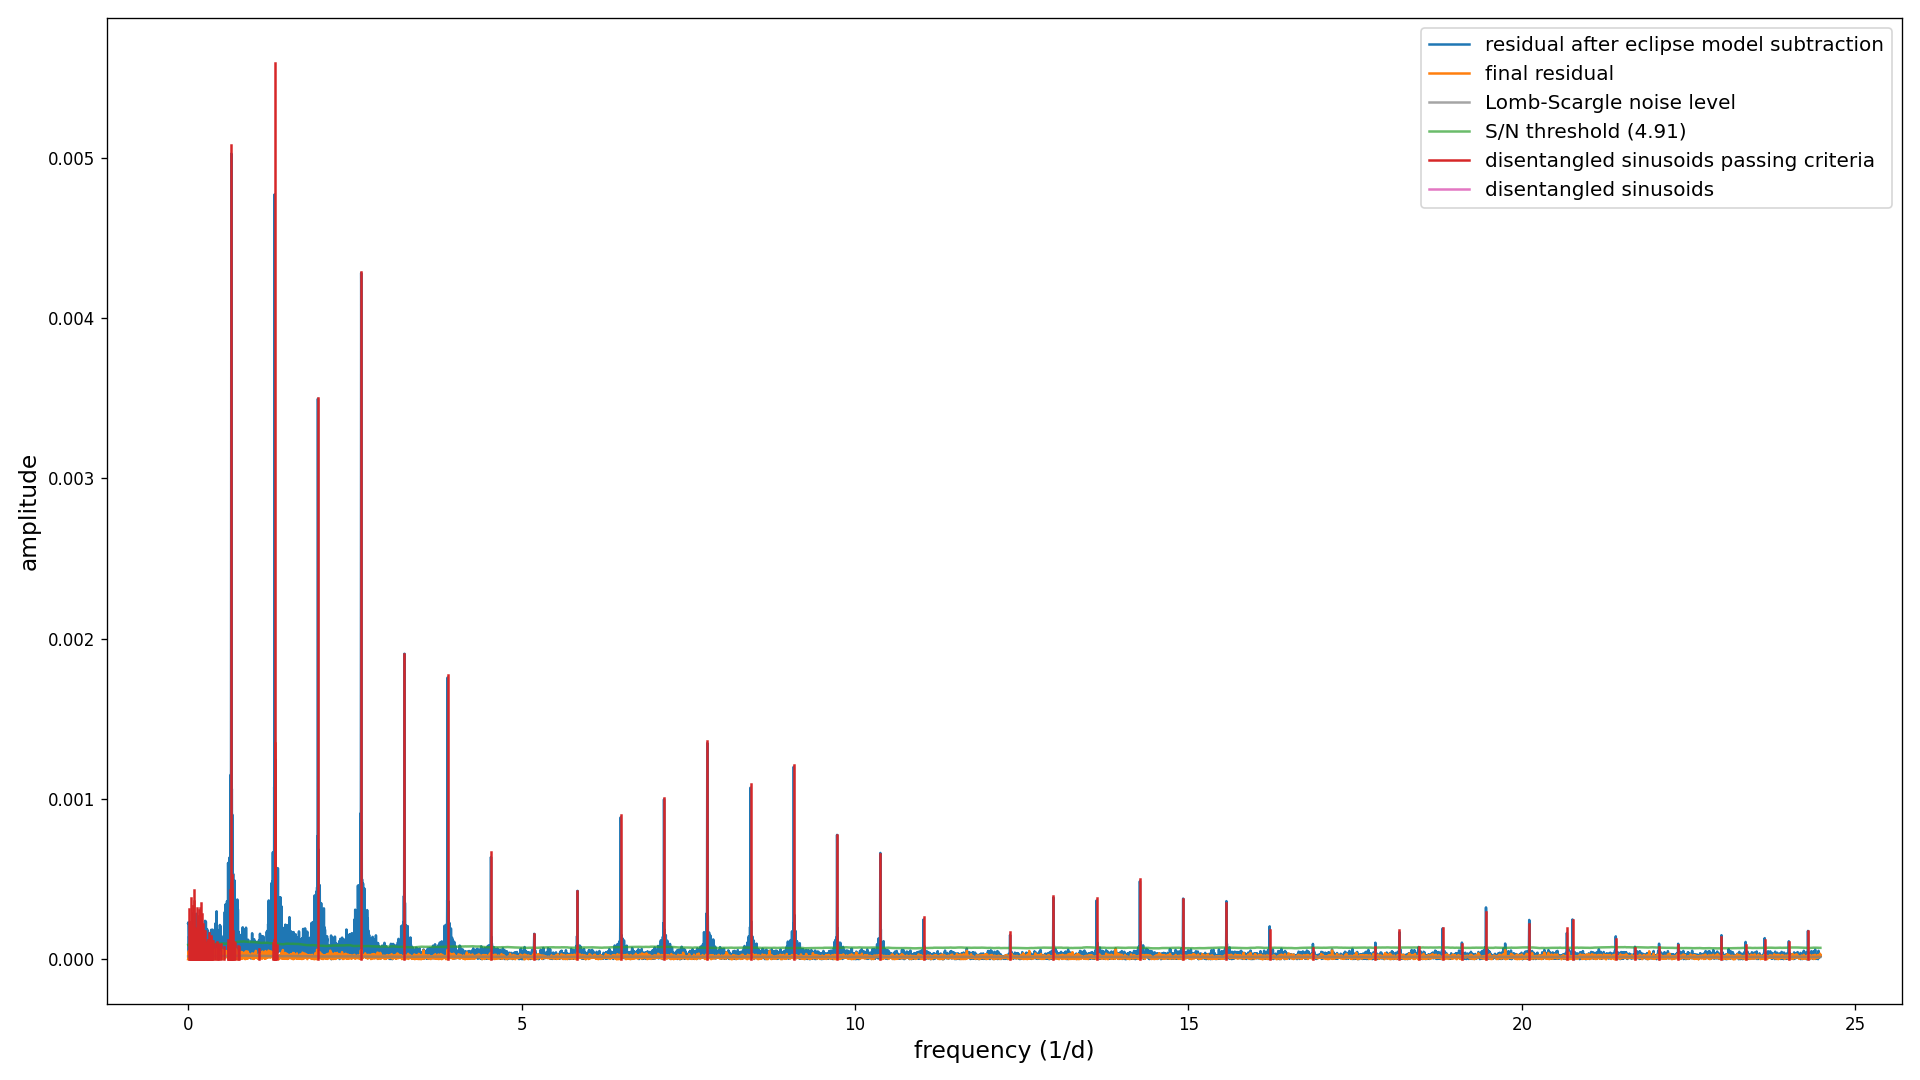 residual after eclipse model subtraction
final residual
Lomb-Scargle noise level
S/N threshold (4.91)
disentangled sinusoids passing criteria
disentangled sinusoids
amplitude
0.005
0.004
0.003
0.002
0.001
0.000
0 5 10 15 20 25
frequency (1/d)